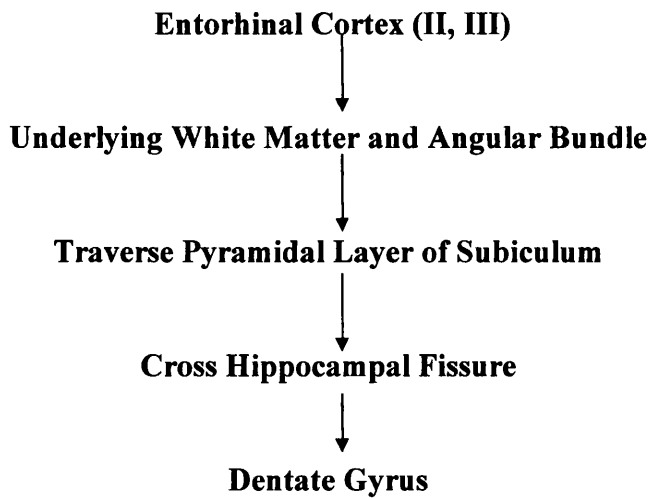 Entorhinal Cortex (II, III)
Underlying White Matter and Angular Bundle
Traverse Pyramidal Layer of Subiculum
Cross Hippocampal Fissure
Dentate Gyrus